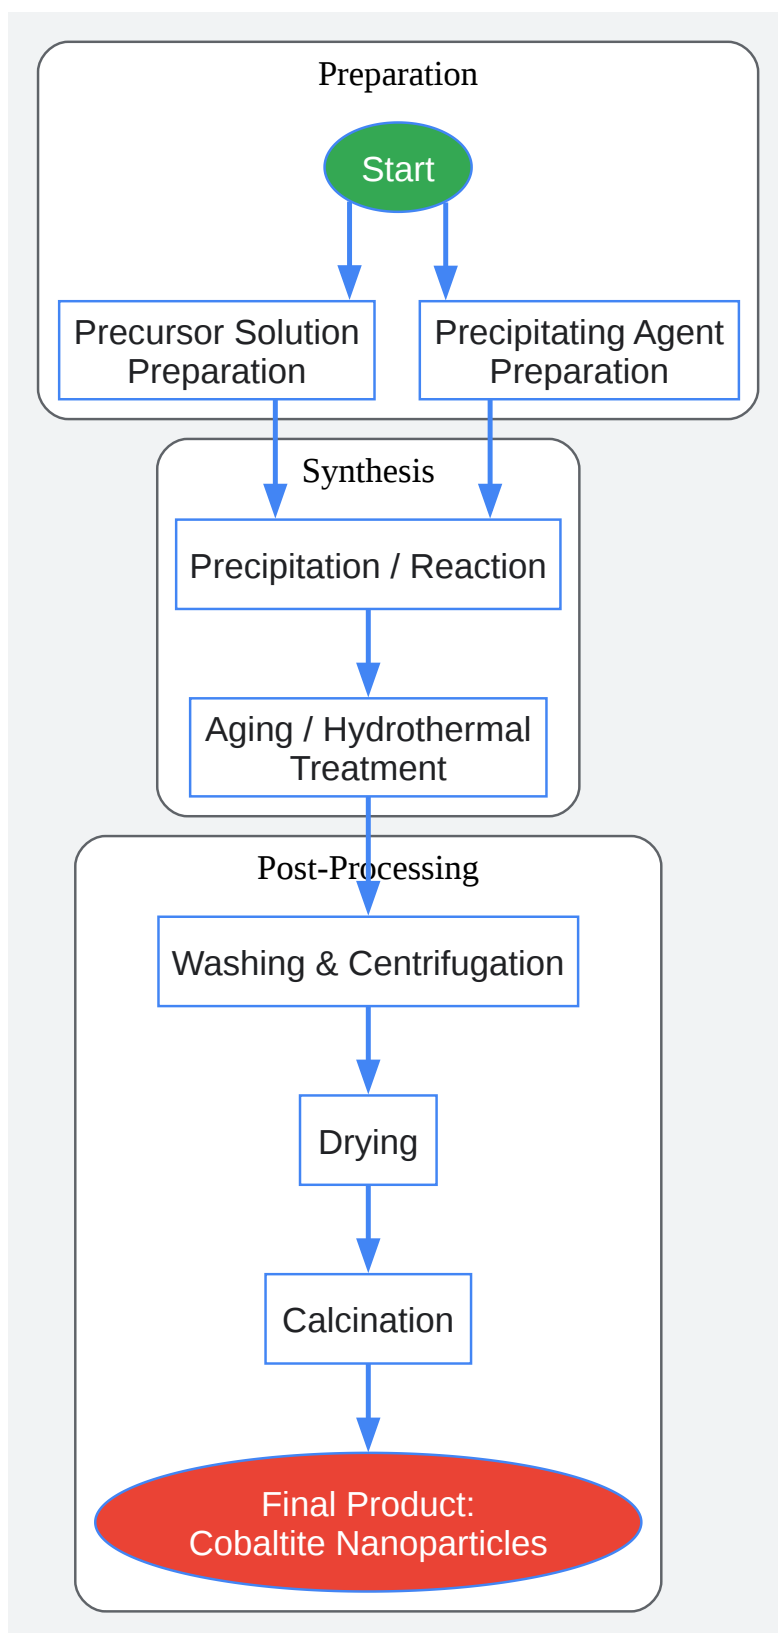 Preparation
Start
Precursor Solution
Preparation
Precipitating Agent
Preparation
Synthesis
Precipitation / Reaction
Aging / Hydrothermal
Treatment
Post-Processing
Washing & Centrifugation
Drying
Calcination
Final Product:
Cobaltite Nanoparticles